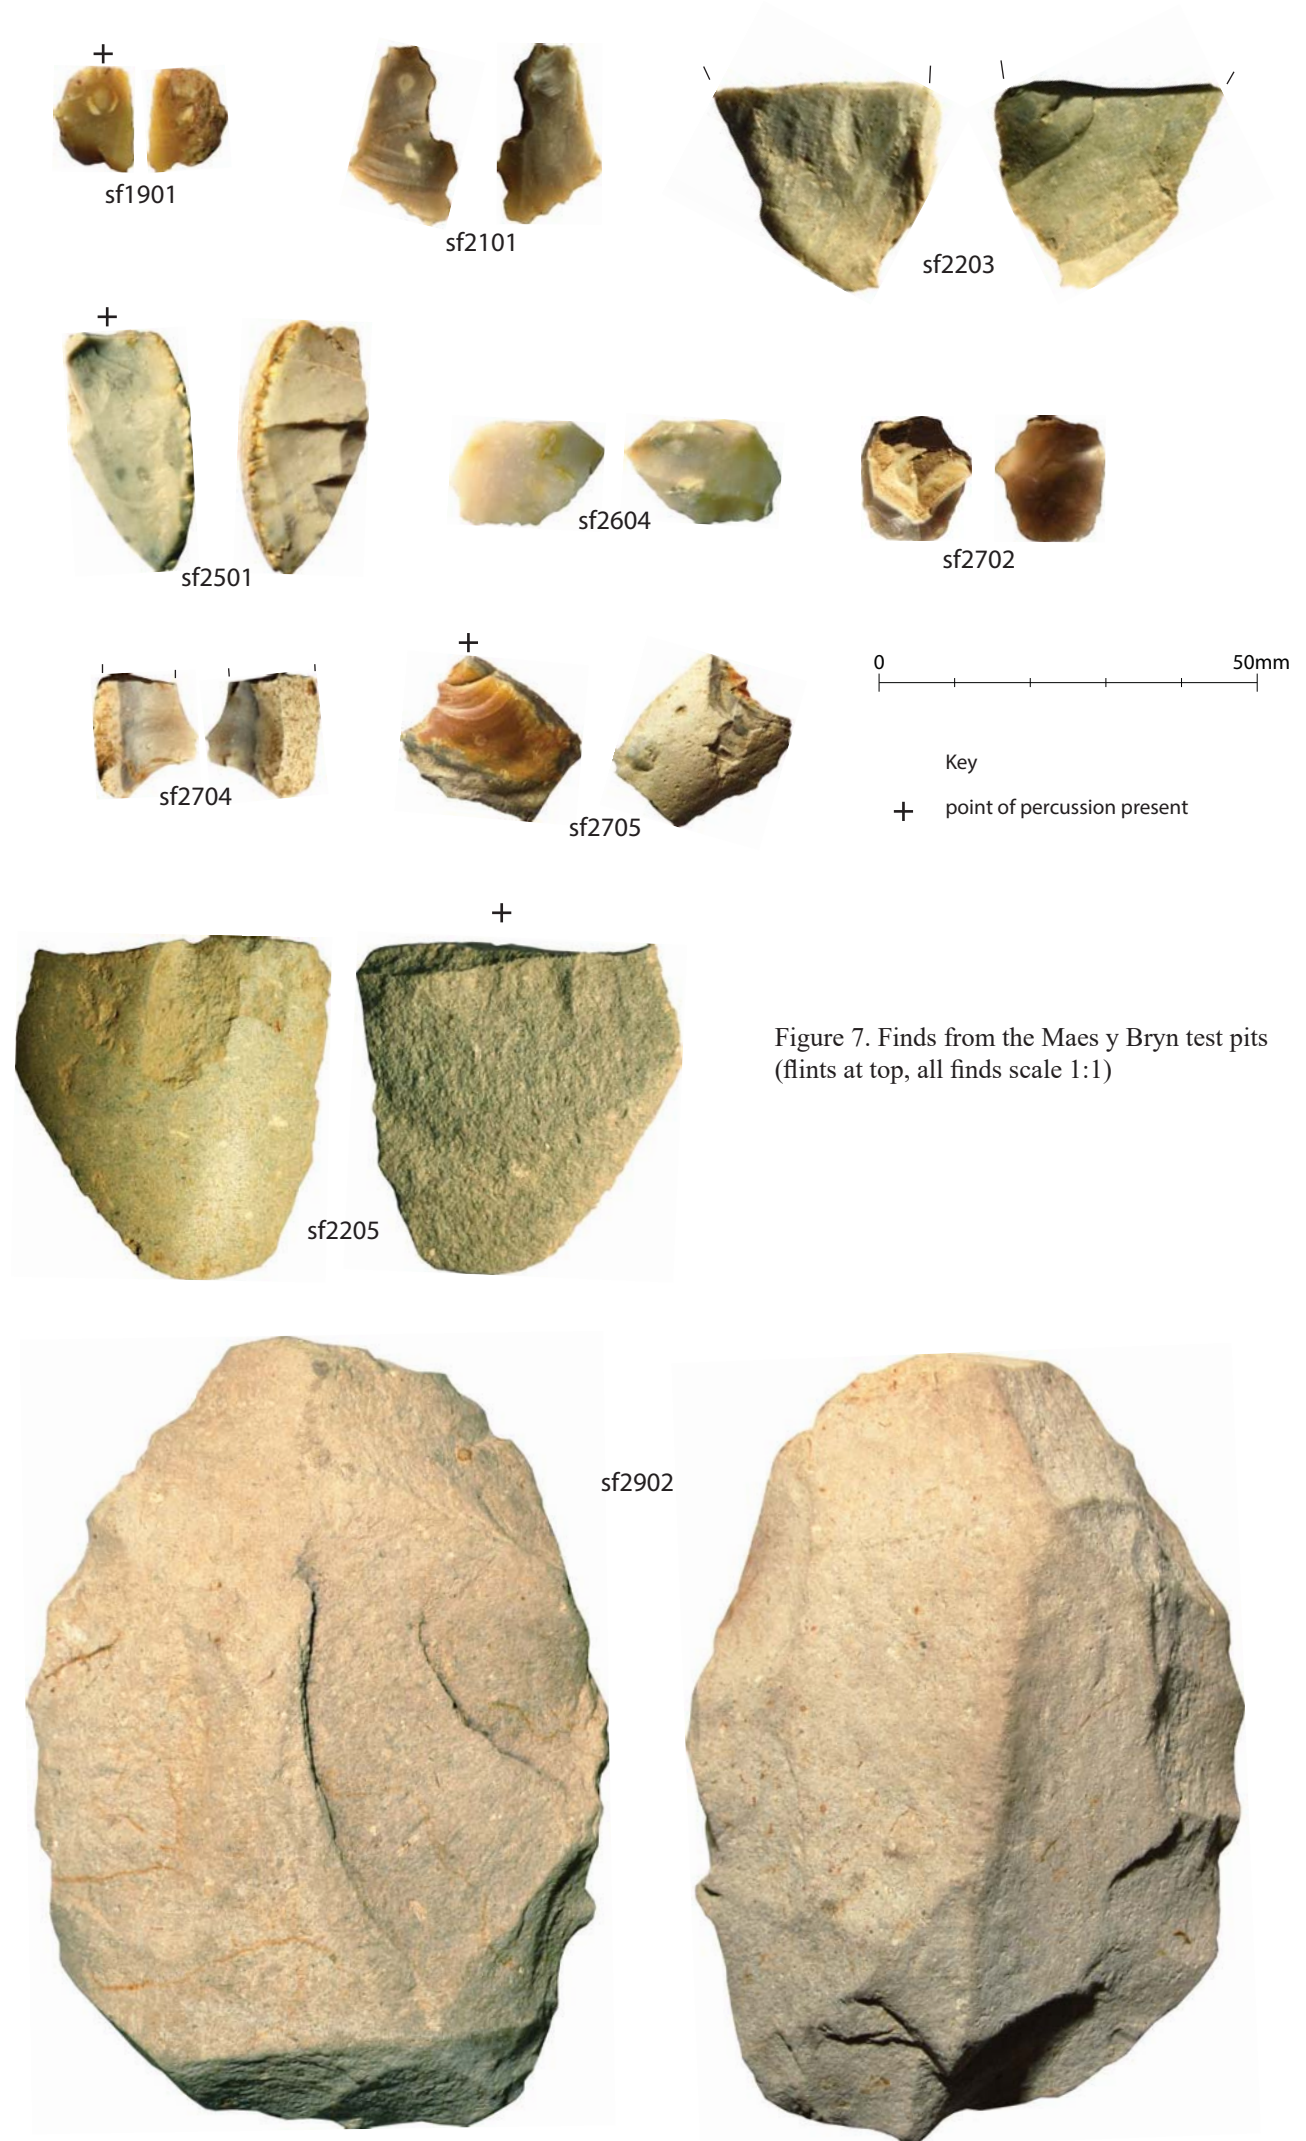 +
sf1901
sf2101
sf2203
+
sf2501
sf2604
sf2702
sf2704
+
sf2705
0 50mm
Key
+ point of percussion present
+
sf2205
Figure 7. Finds from the Maes y Bryn test pits
(flints at top, all finds scale 1:1)
sf2902